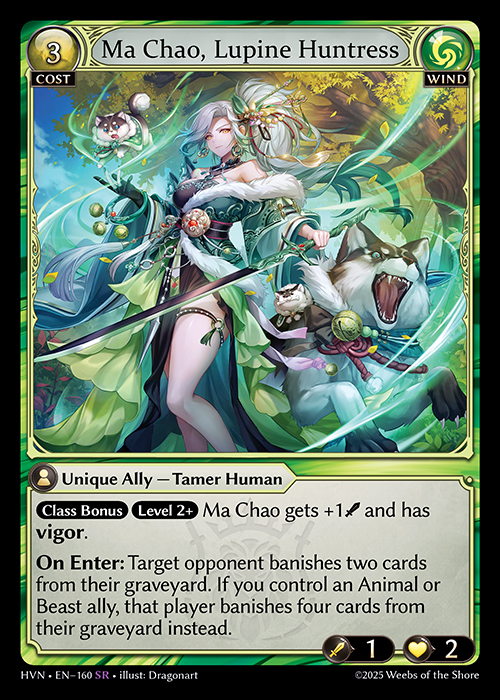 3
COST
Ma Chao, Lupine Huntress
WIND
Unique Ally — Tamer Human
Class Bonus Level 2+ Ma Chao gets +1 and has
vigor.
On Enter: Target opponent banishes two cards
from their graveyard. If you control an Animal or
Beast ally, that player banishes four cards from
their graveyard instead.
1
2
HVN • EN-160 SR • illust: Dragonart
©2025 Weebs of the Shore